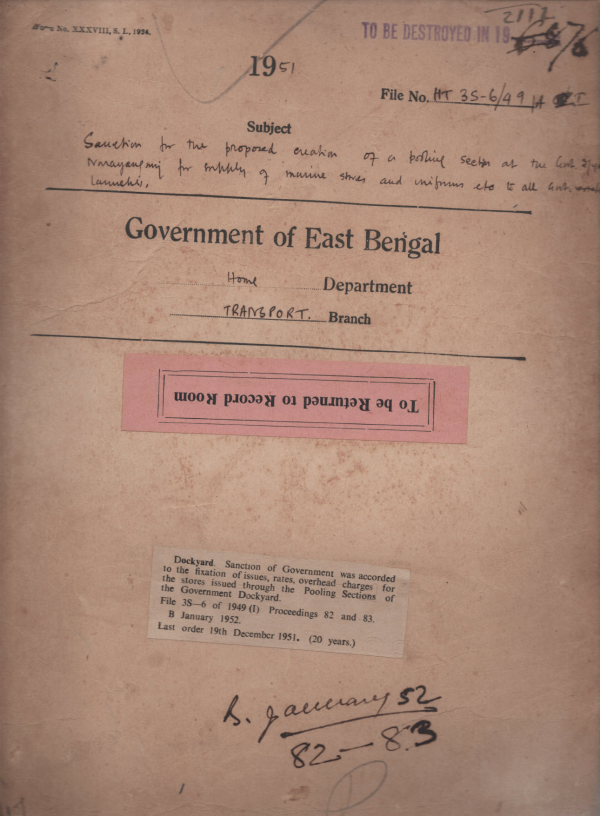 No. XXXVIII, S. I., 1934.
TO BE DESTROYED IN 19
1951
File No. HT 3S-6/49
Subject
Sanction for the proposed creation of a pooling section at the Govt.
Narayanganj for supply of marine stores and uniforms etc to all Govt.
launches.
Government of East Bengal
Home Department
TRANSPORT. Branch
To be Returned to Record Room
Dockyard. Sanction of Government was accorded
to the fixation of issues, rates, overhead charges for
the stores issued through the Pooling Sections of
the Government Dockyard.
File 3S—6 of 1949 (I) Proceedings 82 and 83.
B January 1952.
Last order 19th December 1951. (20 years.)
B. January 52
82—83